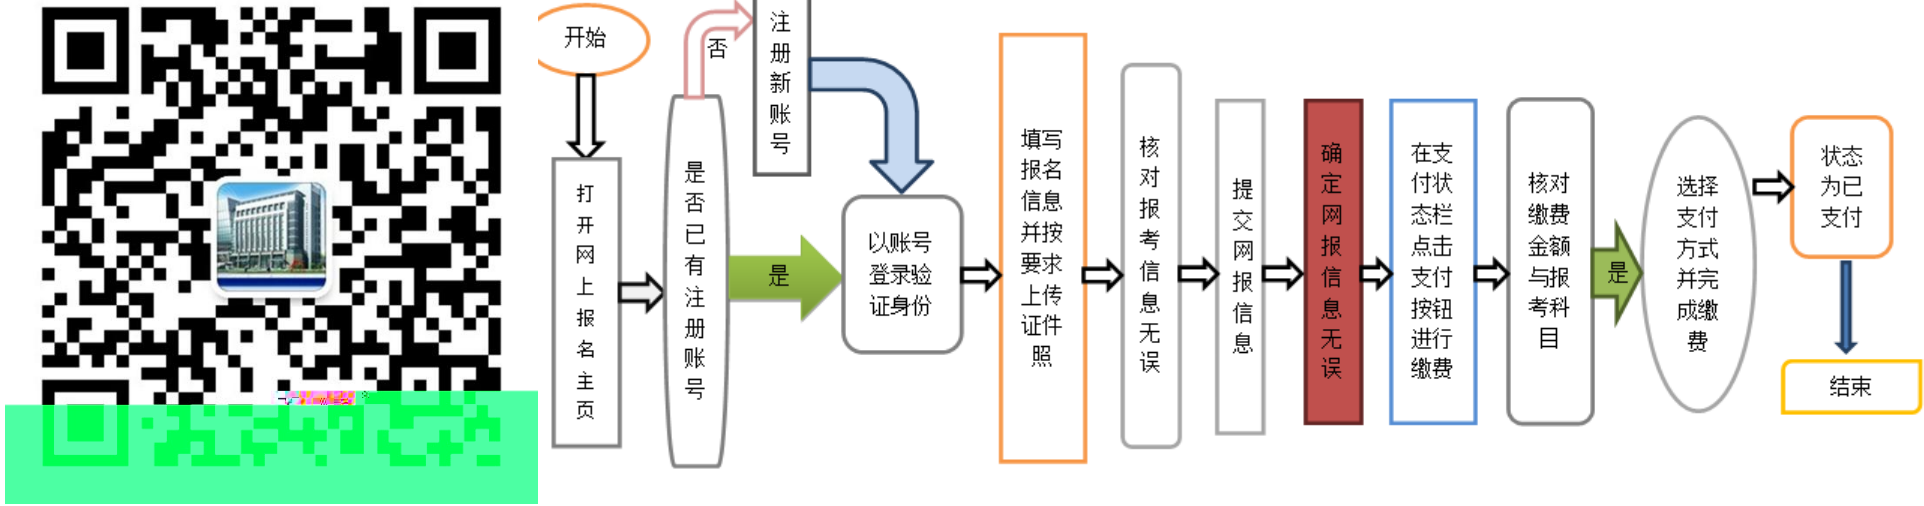 开始
打开网上报名主页
是否已有注册账号
否
注册新账号
是
以账号
登录验
证身份
填写
报名
信息
并按
要求
上传
证件
照
核对报考信息无误
提交网报信息
确定网报信息无误
在支
付状
态栏
点击
支付
按钮
进行
缴费
核对
缴费
金额
与报
考科
目
是
选择
支付
方式
并完
成缴
费
状态
为已
支付
结束